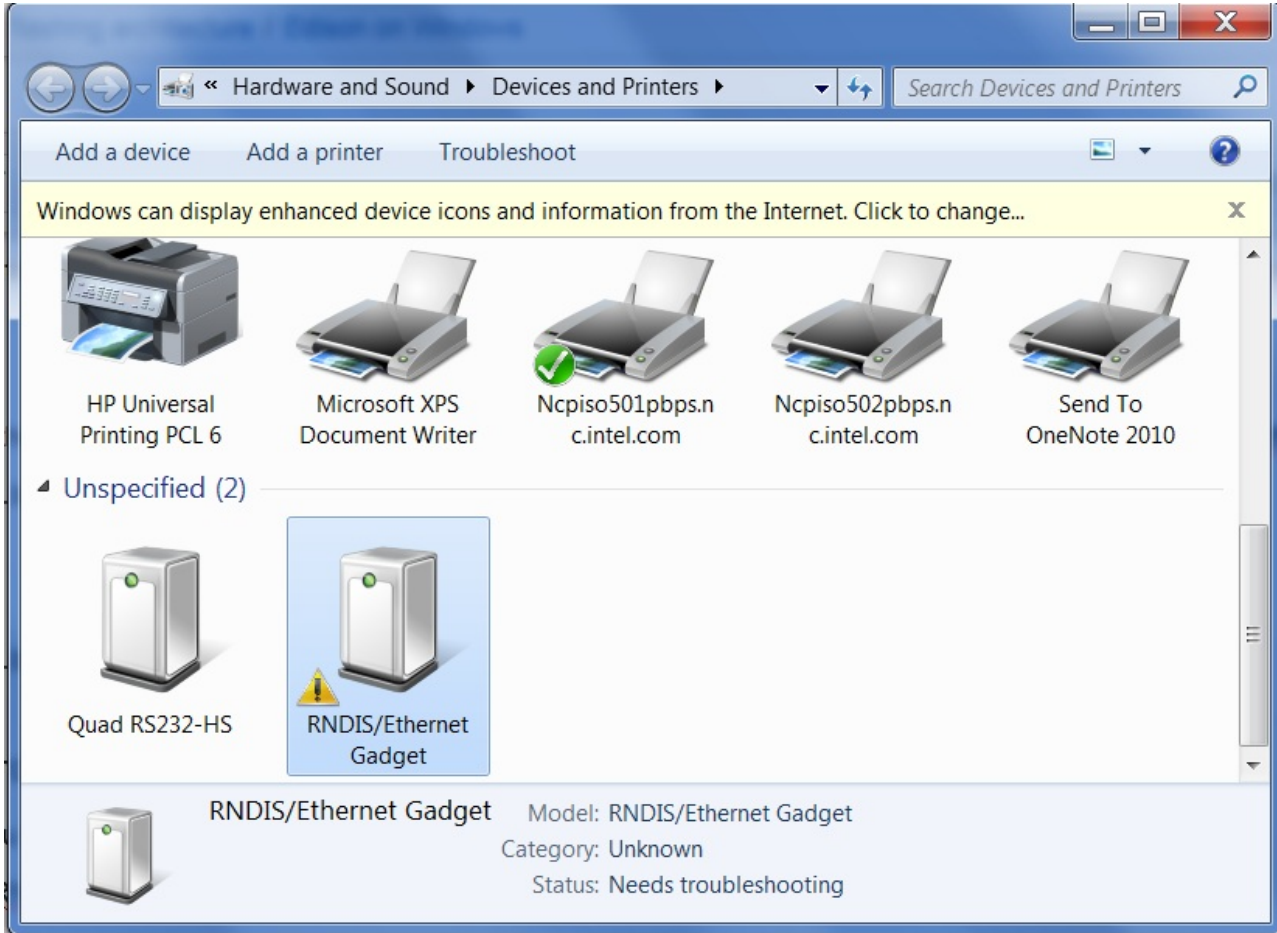 « Hardware and Sound Devices and Printers
Search Devices and Printers
Add a device Add a printer Troubleshoot
Windows can display enhanced device icons and information from the Internet. Click to change...
HP Universal
Printing PCL 6
Microsoft XPS
Document Writer
Ncpiso501pbps.n
c.intel.com
Ncpiso502pbps.n
c.intel.com
Send To
OneNote 2010
Unspecified (2)
Quad RS232-HS
RNDIS/Ethernet
Gadget
RNDIS/Ethernet Gadget
Model: RNDIS/Ethernet Gadget
Category: Unknown
Status: Needs troubleshooting